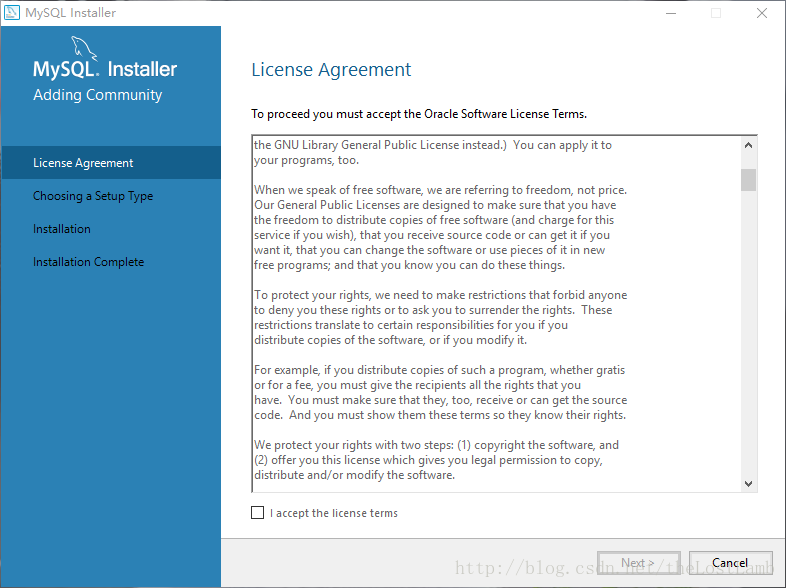 MySQL Installer
MySQL. Installer
Adding Community
License Agreement
Choosing a Setup Type
Installation
Installation Complete
License Agreement
To proceed you must accept the Oracle Software License Terms.
the GNU Library General Public License instead.)  You can apply it to
your programs, too.
When we speak of free software, we are referring to freedom, not price.
Our General Public Licenses are designed to make sure that you have
the freedom to distribute copies of free software (and charge for this
service if you wish), that you receive source code or can get it if you
want it, that you can change the software or use pieces of it in new
free programs; and that you know you can do these things.
To protect your rights, we need to make restrictions that forbid anyone
to deny you these rights or to ask you to surrender the rights.  These
restrictions translate to certain responsibilities for you if you
distribute copies of the software, or if you modify it.
For example, if you distribute copies of such a program, whether gratis
or for a fee, you must give the recipients all the rights that you
have.  You must make sure that they, too, receive or can get the source
code.  And you must show them these terms so they know their rights.
We protect your rights with two steps: (1) copyright the software, and
(2) offer you this license which gives you legal permission to copy,
distribute and/or modify the software.
I accept the license terms
Next >
Cancel
http://blog.csdn.net/theLostLamb